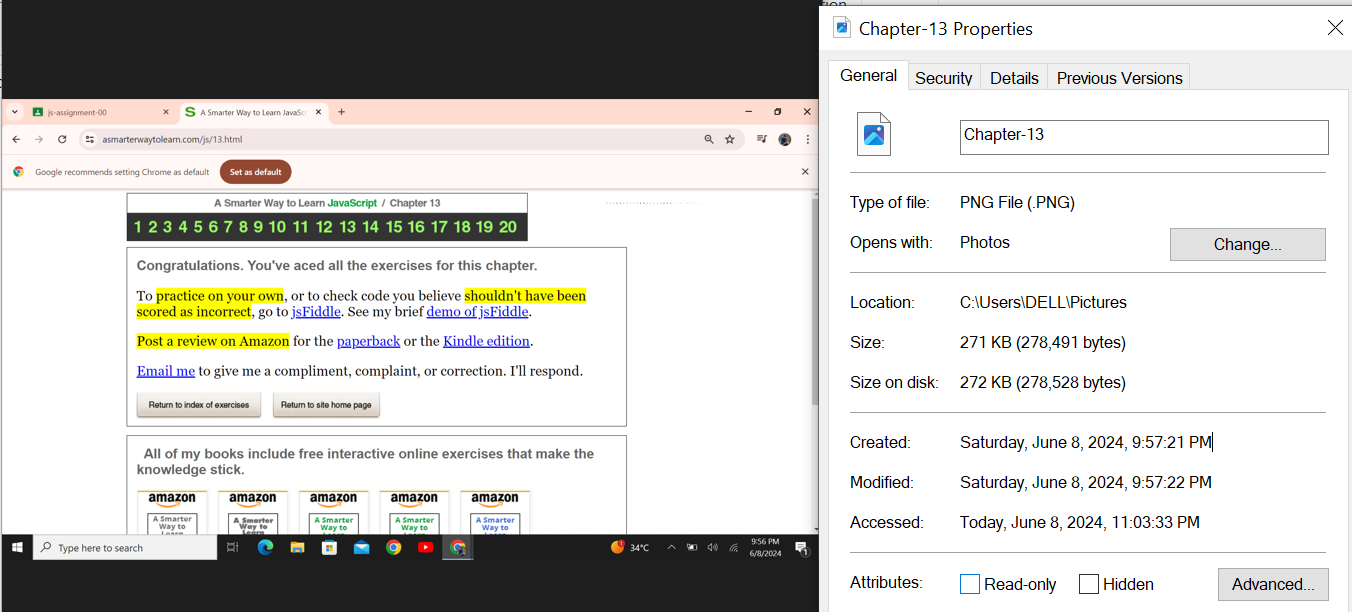 js-assignment-00
A Smarter Way to Learn JavaSc
asmarterwaytolearn.com/js/13.html
Google recommends setting Chrome as default
Set as default
A Smarter Way to Learn JavaScript / Chapter 13
1 2 3 4 5 6 7 8 9 10 11 12 13 14 15 16 17 18 19 20
Congratulations. You've aced all the exercises for this chapter.
To practice on your own, or to check code you believe shouldn't have been
scored as incorrect, go to jsFiddle. See my brief demo of jsFiddle.
Post a review on Amazon for the paperback or the Kindle edition.
Email me to give me a compliment, complaint, or correction. I'll respond.
Return to index of exercises
Return to site home page
All of my books include free interactive online exercises that make the
knowledge stick.
amazon amazon amazon amazon amazon
A Smarter A Smarter A Smarter A Smarter A Smarter
Way to Way to Way to Way to Way to
Learn Learn Learn Learn Learn
Type here to search
34°C
9:56 PM
6/8/2024
1
Chapter-13 Properties
General
Security
Details
Previous Versions
Chapter-13
Type of file: PNG File (.PNG)
Opens with: Photos
Change...
Location: C:\Users\DELL\Pictures
Size: 271 KB (278,491 bytes)
Size on disk: 272 KB (278,528 bytes)
Created: Saturday, June 8, 2024, 9:57:21 PM
Modified: Saturday, June 8, 2024, 9:57:22 PM
Accessed: Today, June 8, 2024, 11:03:33 PM
Attributes:
Read-only
Hidden
Advanced...